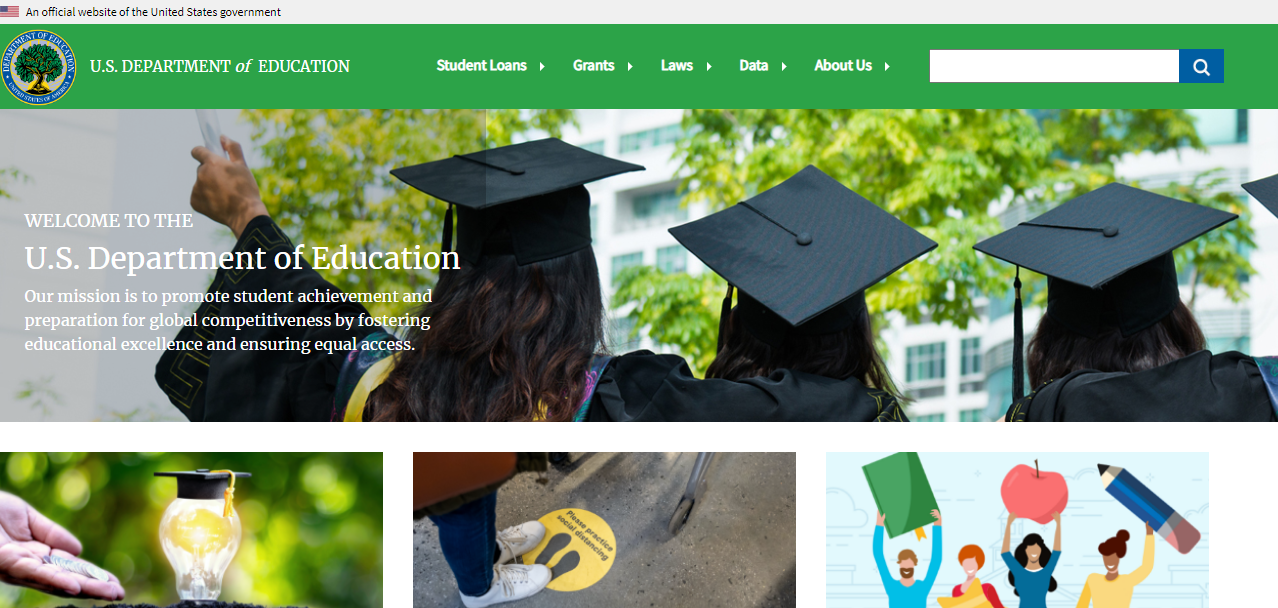 An official website of the United States government
DEPARTMENT OF EDUCATION
UNITED STATES OF AMERICA
U.S. DEPARTMENT of EDUCATION
Student Loans
Grants
Laws
Data
About Us
WELCOME TO THE
U.S. Department of Education
Our mission is to promote student achievement and
preparation for global competitiveness by fostering
educational excellence and ensuring equal access.
Please practice
social distancing